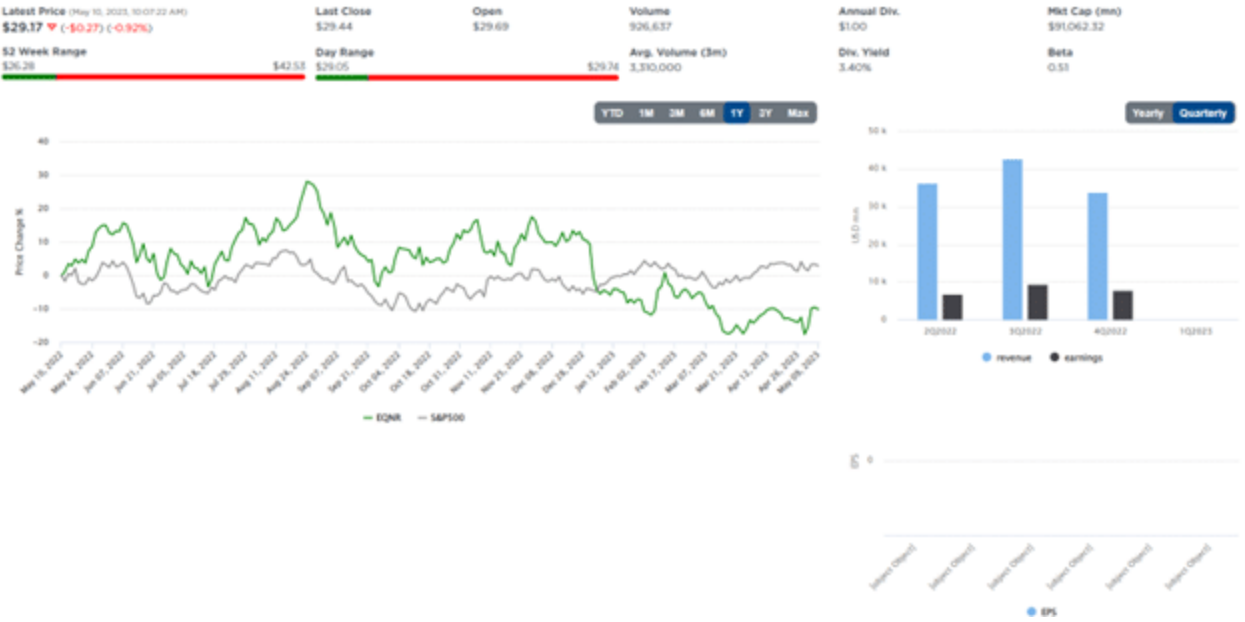 Latest Price (May 10, 2023, 10:07:22 AM)
$29.17 (-$0.27) (-0.92%)
Last Close
$29.44
Open
$29.69
Volume
926,637
Annual Div.
$1.00
Mkt Cap (mn)
$91,062.32
52 Week Range
$26.28 $42.53
Day Range
$29.05 $29.74
Avg. Volume (3m)
3,310,000
Div. Yield
3.40%
Beta
0.51
YTD 1M 3M 6M 1Y 3Y Max
Price Change %
40
30
20
10
0
-10
-20
May 10, 2022
May 24, 2022
Jun 07, 2022
Jun 21, 2022
Jul 05, 2022
Jul 18, 2022
Jul 29, 2022
Aug 11, 2022
Aug 24, 2022
Sep 07, 2022
Sep 21, 2022
Oct 04, 2022
Oct 18, 2022
Oct 31, 2022
Nov 11, 2022
Nov 25, 2022
Dec 08, 2022
Dec 28, 2022
Jan 12, 2023
Feb 02, 2023
Feb 17, 2023
Mar 07, 2023
Mar 21, 2023
Apr 12, 2023
Apr 26, 2023
May 09, 2023
EQNR S&P500
Yearly Quarterly
USD mn
50 k
40 k
30 k
20 k
10 k
0
2Q2022 3Q2022 4Q2022 1Q2023
revenue earnings
EPS
0
[object Object]
[object Object]
[object Object]
[object Object]
[object Object]
[object Object]
EPS